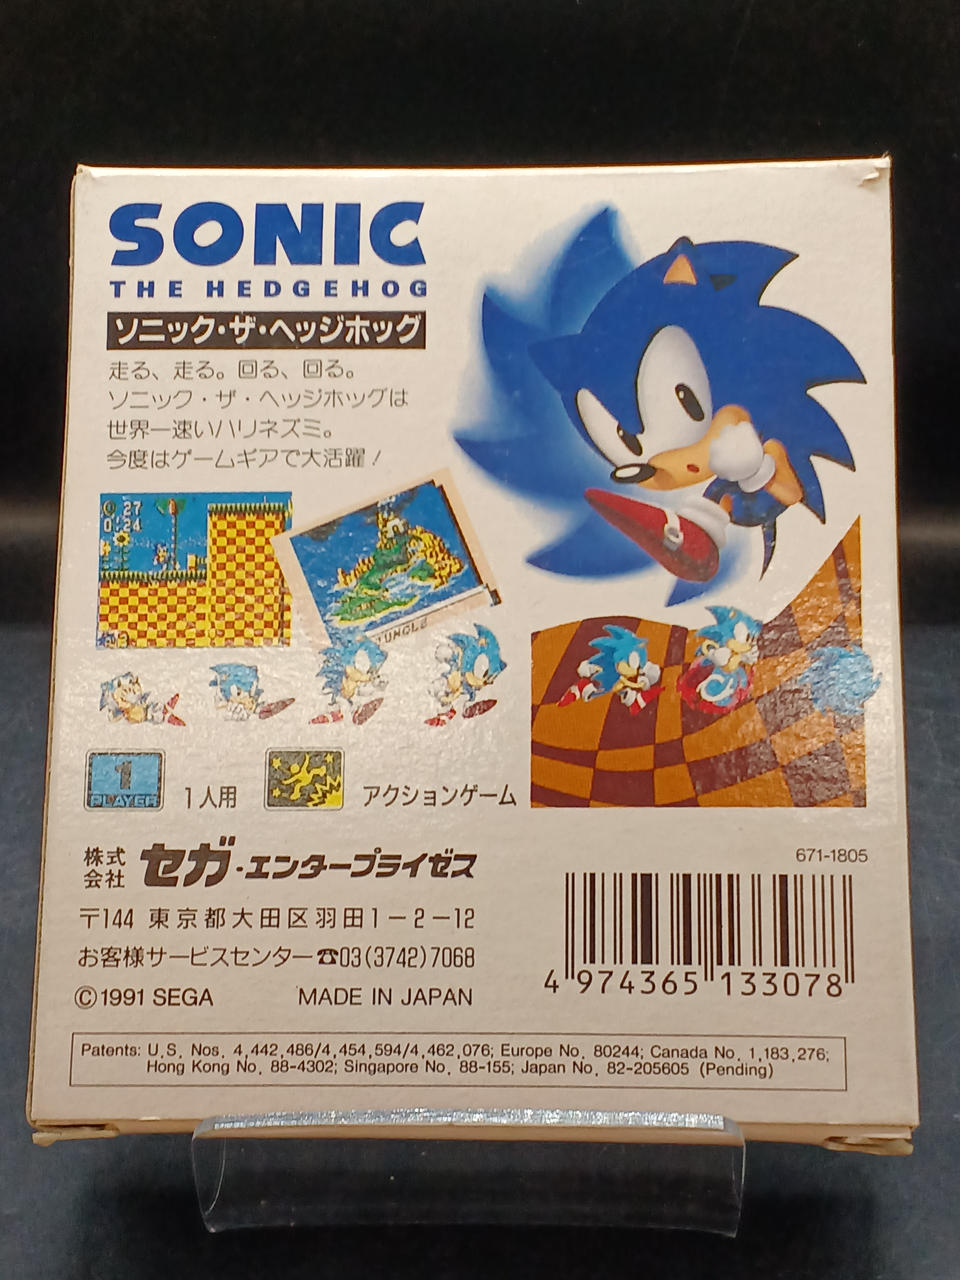 SONIC
THE HEDGEHOG
ソニック・ザ・ヘッジホッグ
走る、走る。回る、回る。
ソニック・ザ・ヘッジホッグは
世界一速いハリネズミ。
今度はゲームギアで大活躍！
27
0:24
JUNGLE
1
PLAYER
1人用
アクションゲーム
株式会社 セガ・エンタープライゼス
〒144 東京都大田区羽田1－2－12
お客様サービスセンター☎03(3742)7068
©1991 SEGA MADE IN JAPAN
671-1805
4 974365 133078
Patents: U.S. Nos. 4,442,486/4,454,594/4,462,076; Europe No. 80244; Canada No. 1,183,276;
Hong Kong No. 88-4302; Singapore No. 88-155; Japan No. 82-205605 (Pending)